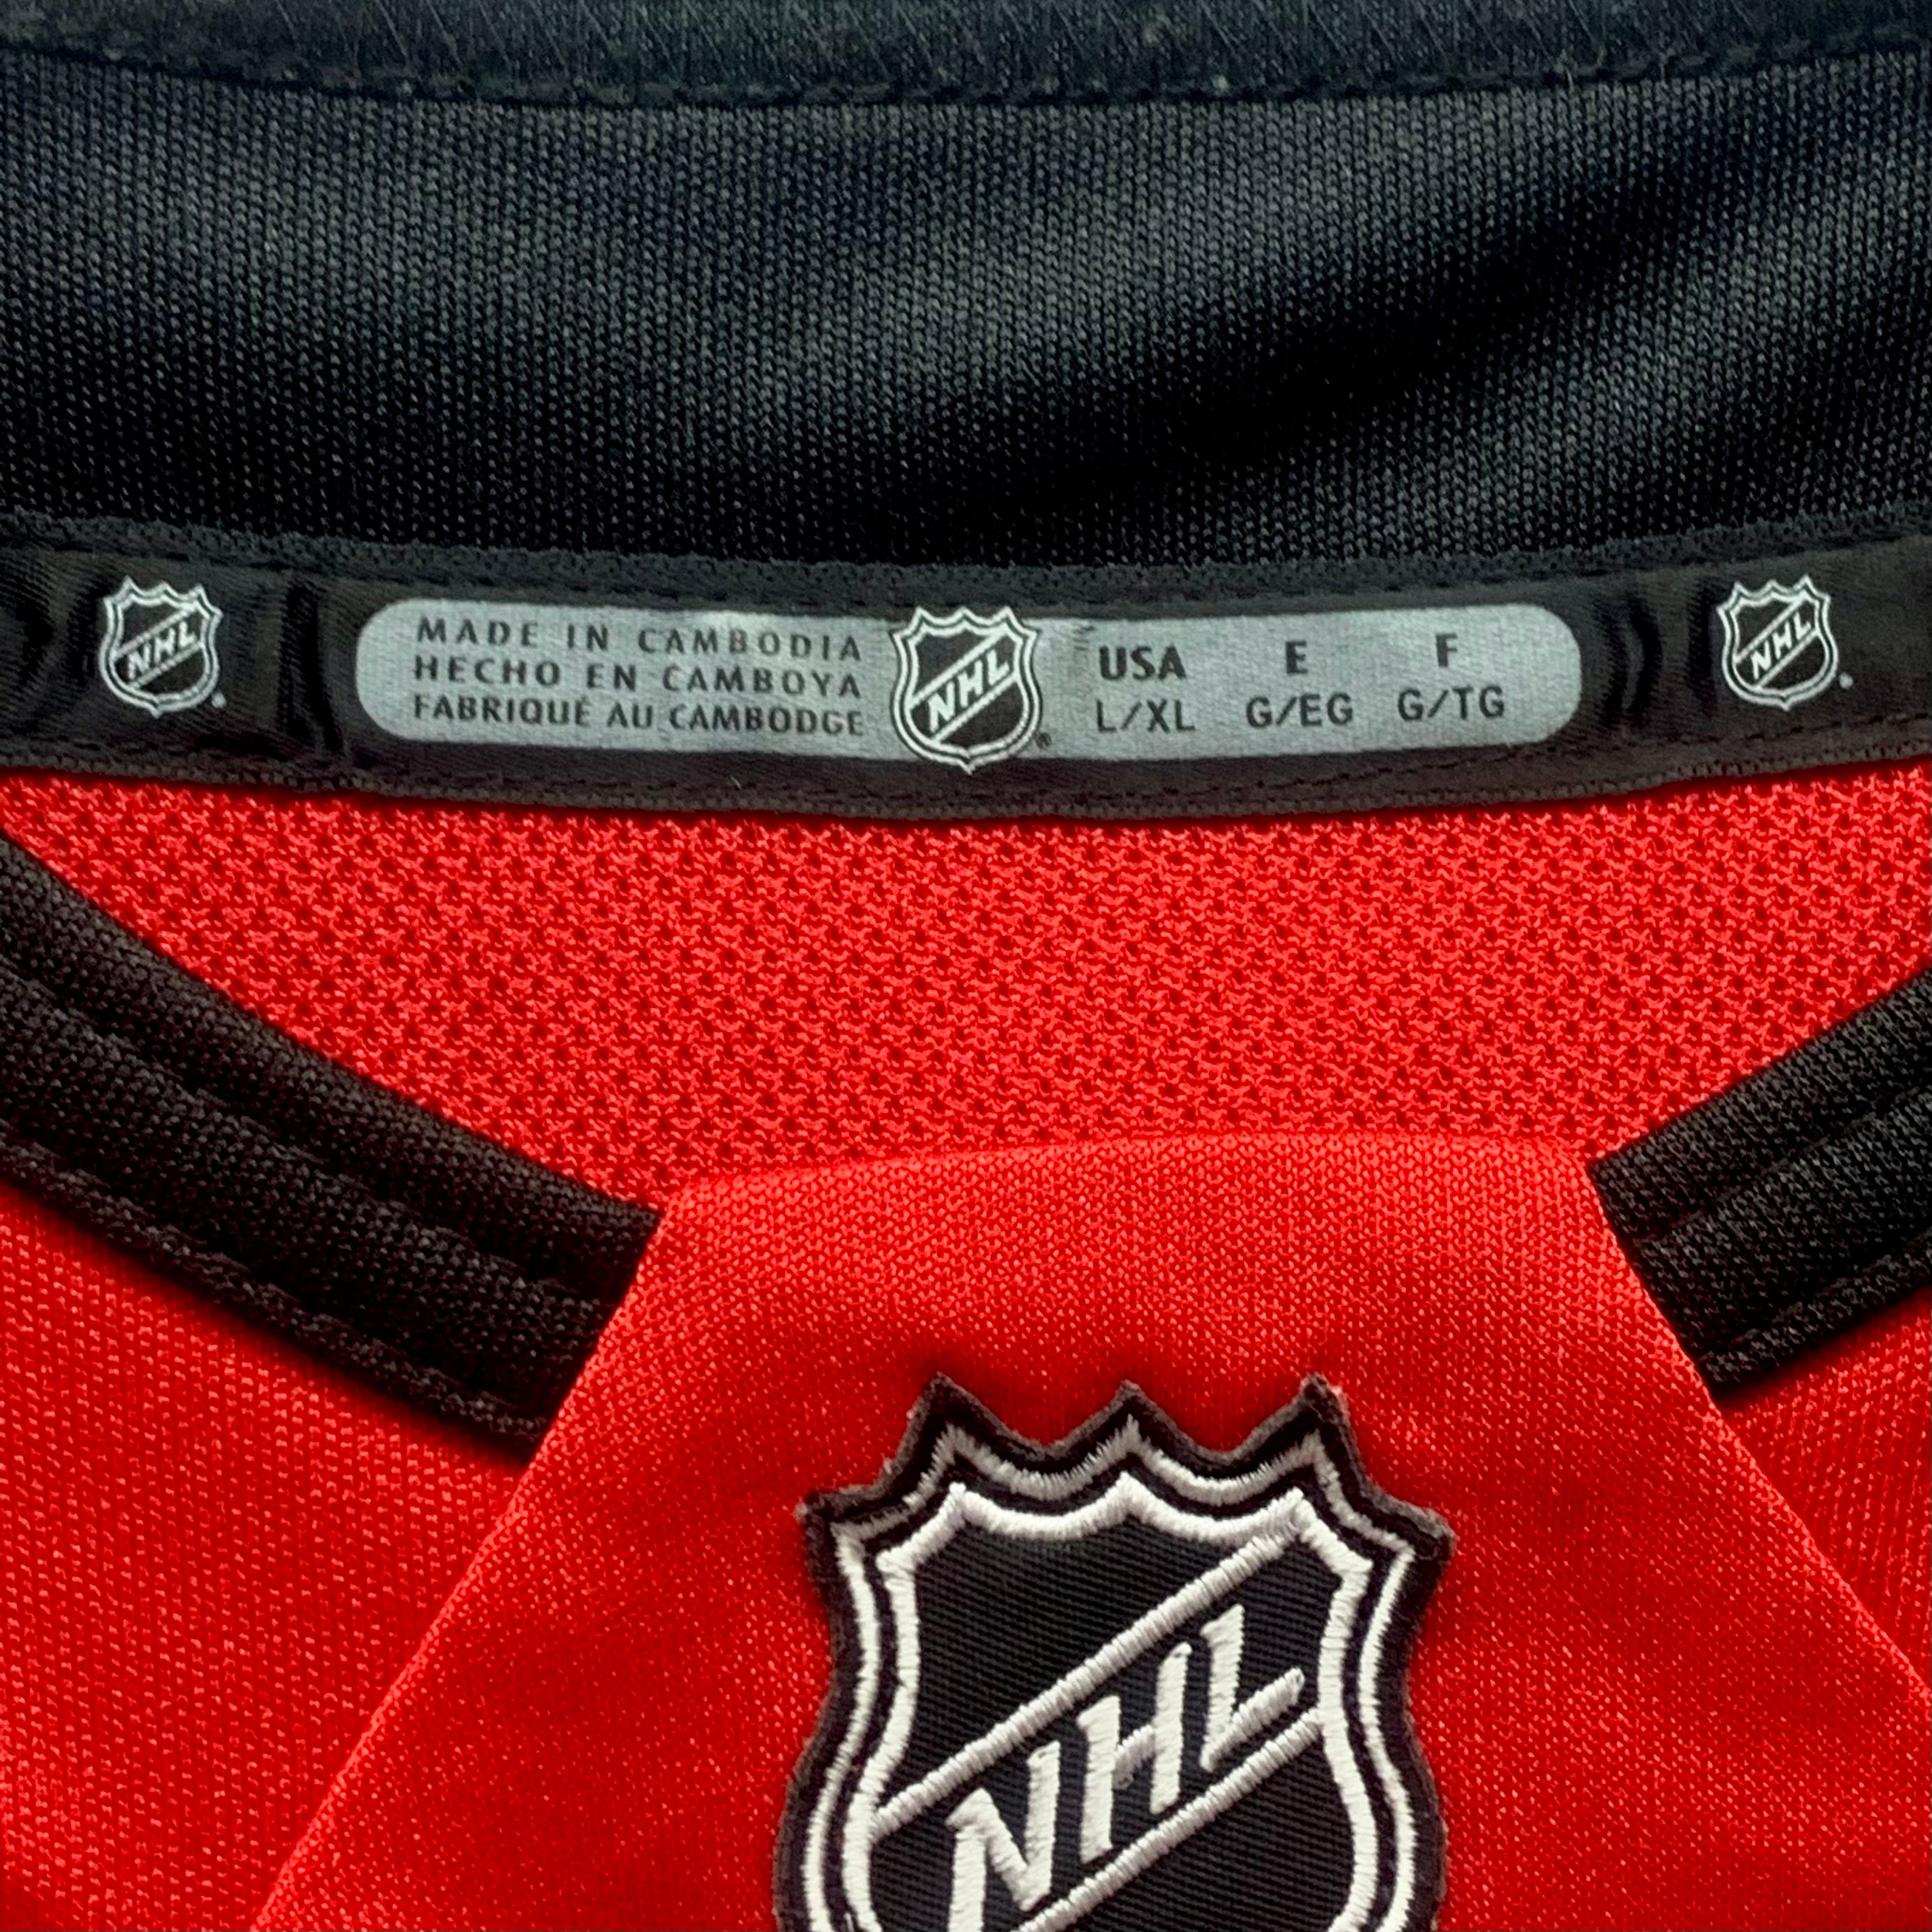 NHL
MADE IN CAMBODIA
HECHO EN CAMBOYA
FABRIQUÉ AU CAMBODGE
NHL
®
USA E F
L/XL G/EG G/TG
NHL
NHL